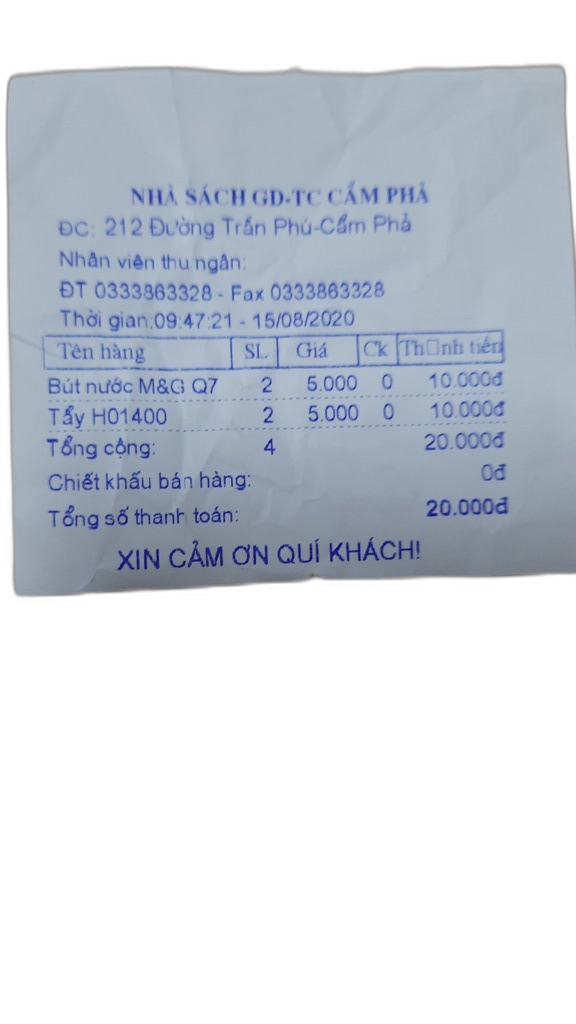 NHÀ SÁCH GD-TC CẨM PHẢ
ĐC: 212 Đường Trần Phú-Cẩm Phả
Nhân viên thu ngân:
ĐT 0333863328 - Fax 0333863328
Thời gian:09:47:21 - 15/08/2020
Tên hàng SL Giá Ck Th□nh tiền
Bút nước M&G Q7 2 5.000 0 10.000đ
Tẩy H01400 2 5.000 0 10.000đ
Tổng cộng: 4 20.000đ
Chiết khấu bán hàng: 0đ
Tổng số thanh toán: 20.000đ
XIN CẢM ƠN QUÍ KHÁCH!